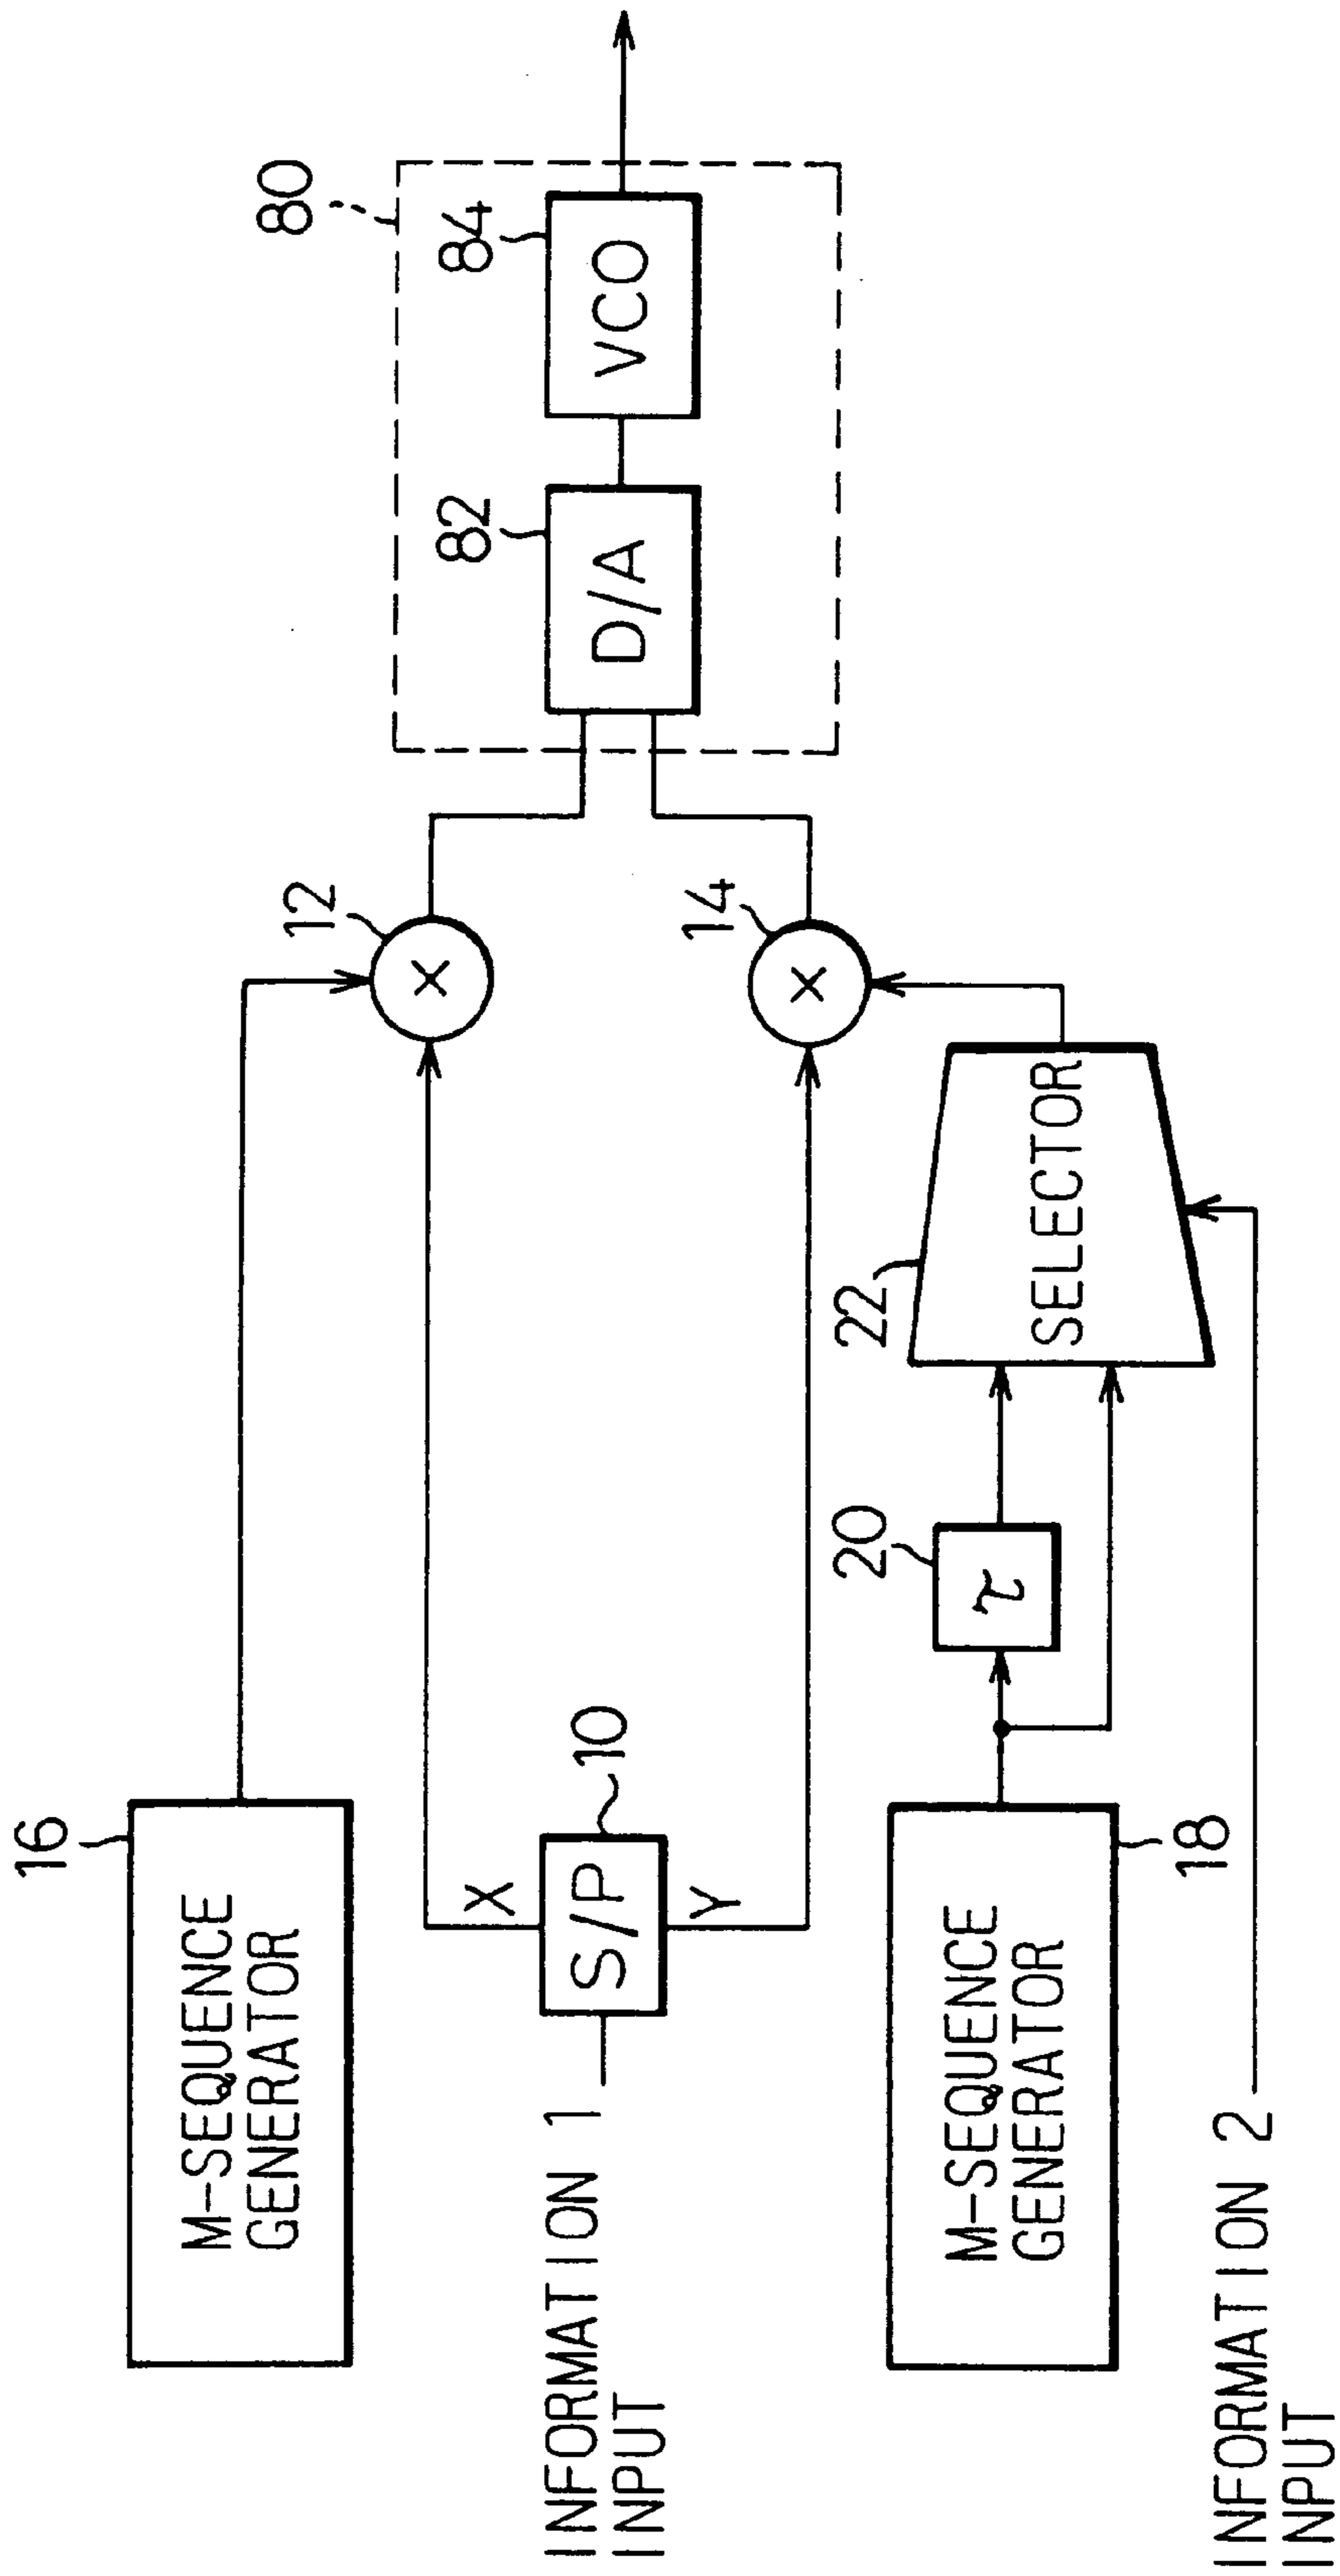 16
M-SEQUENCE
GENERATOR
12
80
82
D/A
84
VCO
INFORMATION 1
INPUT
S/P
10
X
Y
14
M-SEQUENCE
GENERATOR
18
20
τ
22
SELECTOR
INFORMATION 2
INPUT
X
X